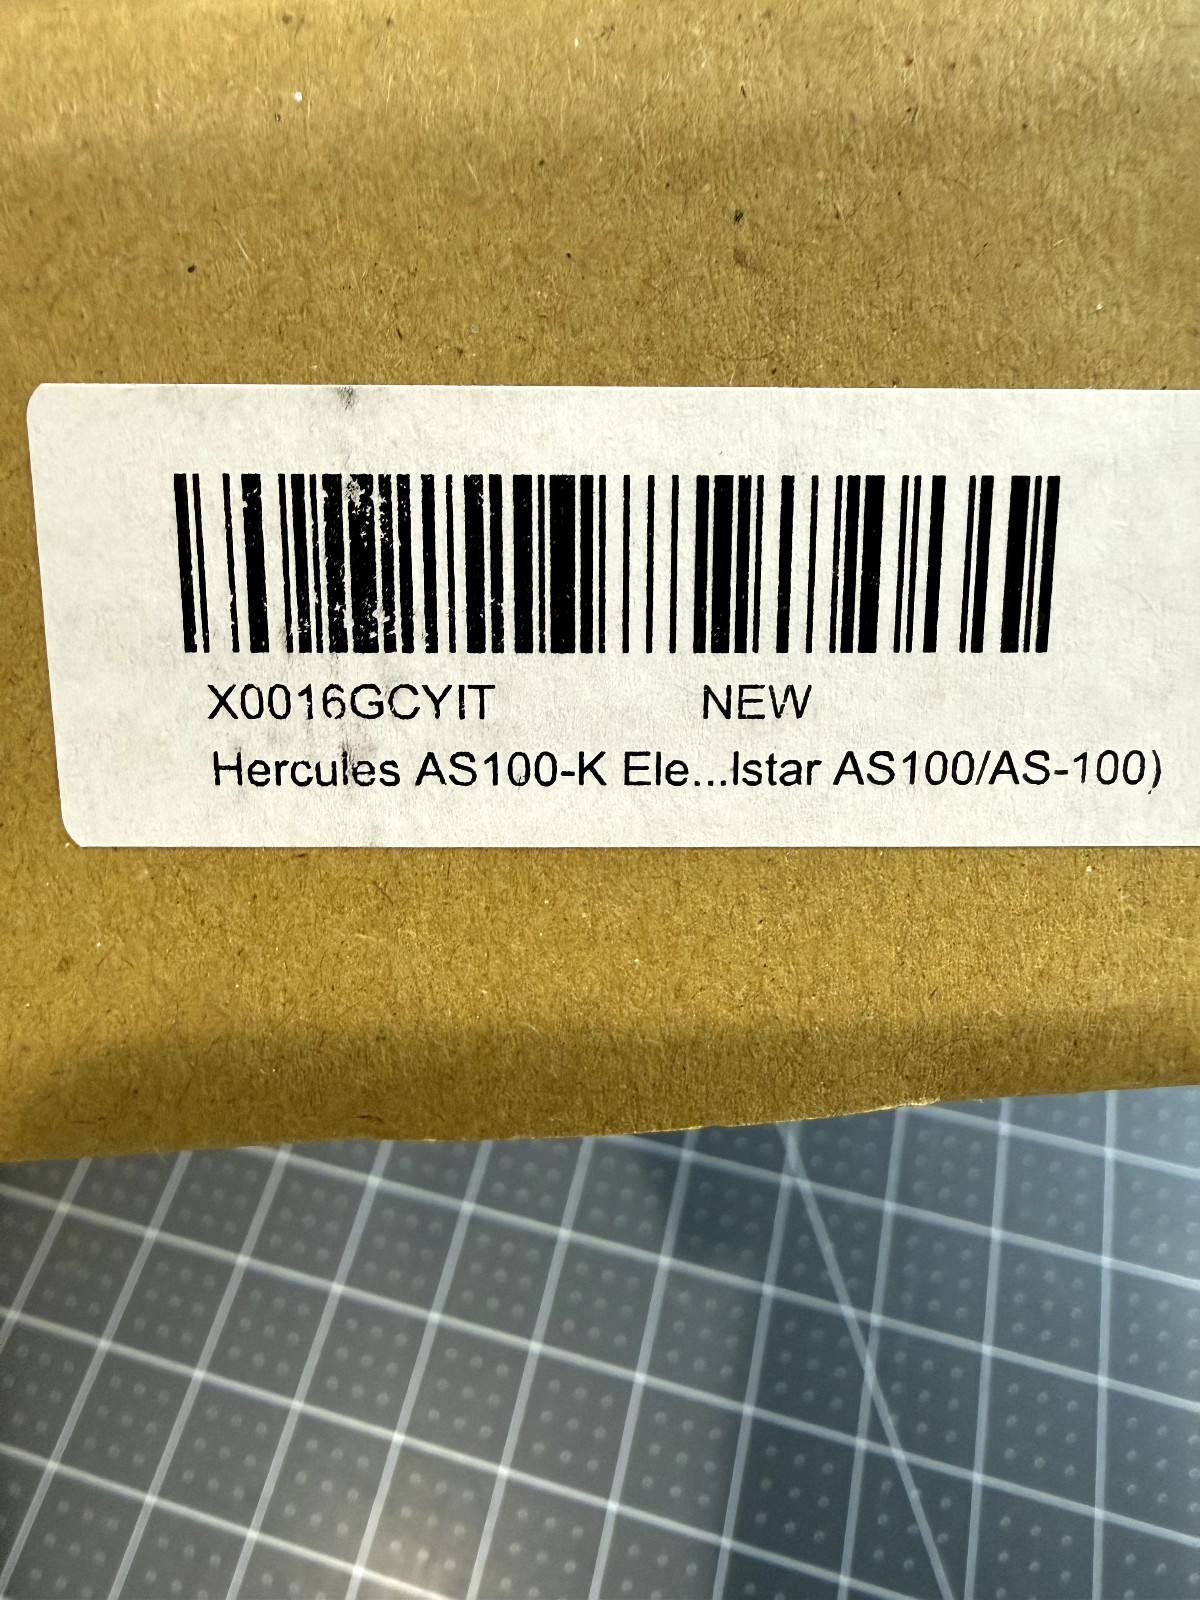 X0016GCYIT NEW
Hercules AS100-K Ele...lstar AS100/AS-100)